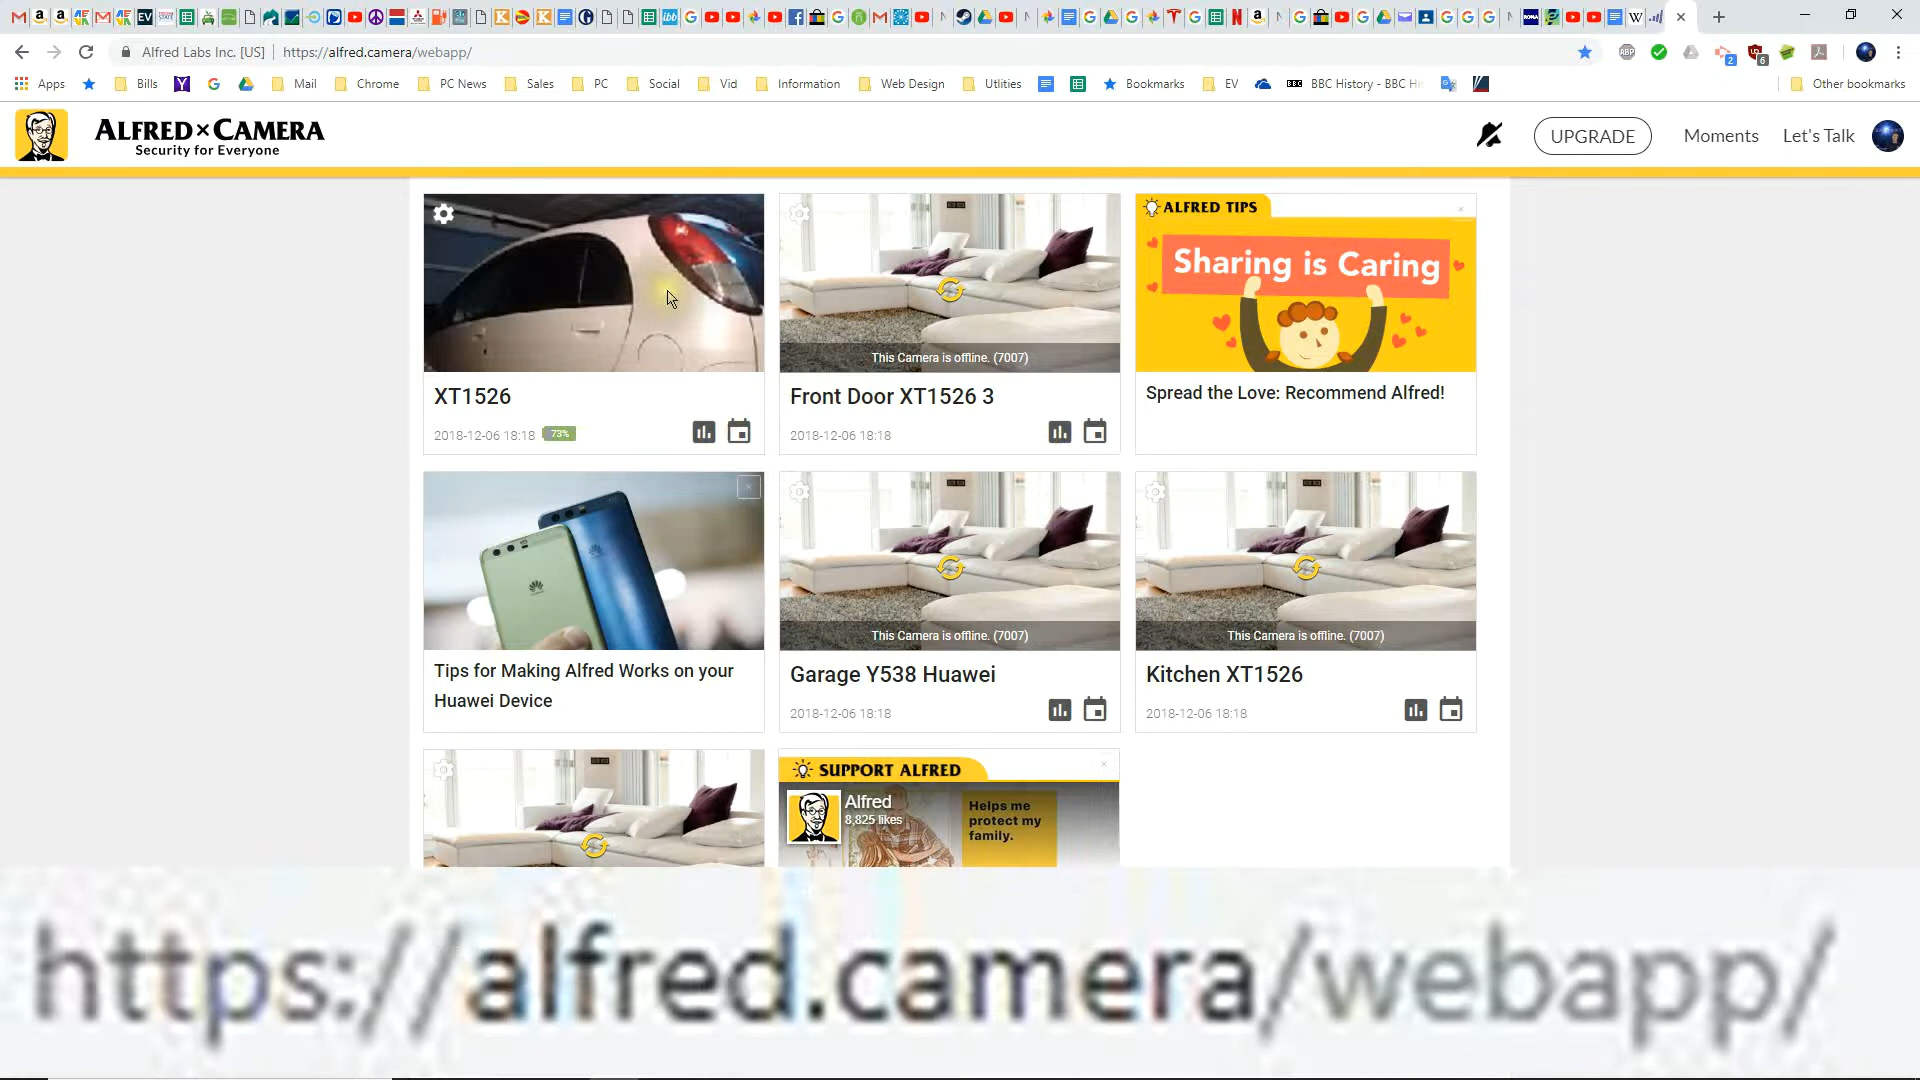 Alfred Labs Inc. [US] | https://alfred.camera/webapp/
Apps Bills Mail Chrome PC News Sales PC Social Vid Information Web Design Utlities Bookmarks EV BBC History - BBC Hi Other bookmarks
ALFRED×CAMERA
Security for Everyone
UPGRADE Moments Let's Talk
This Camera is offline. (7007)
ALFRED TIPS
Sharing is Caring
XT1526
2018-12-06 18:18 73%
Front Door XT1526 3
2018-12-06 18:18
Spread the Love: Recommend Alfred!
Tips for Making Alfred Works on your
Huawei Device
This Camera is offline. (7007)
Garage Y538 Huawei
2018-12-06 18:18
This Camera is offline. (7007)
Kitchen XT1526
2018-12-06 18:18
SUPPORT ALFRED
Alfred
8,825 likes
Helps me
protect my
family.
https://alfred.camera/webapp/